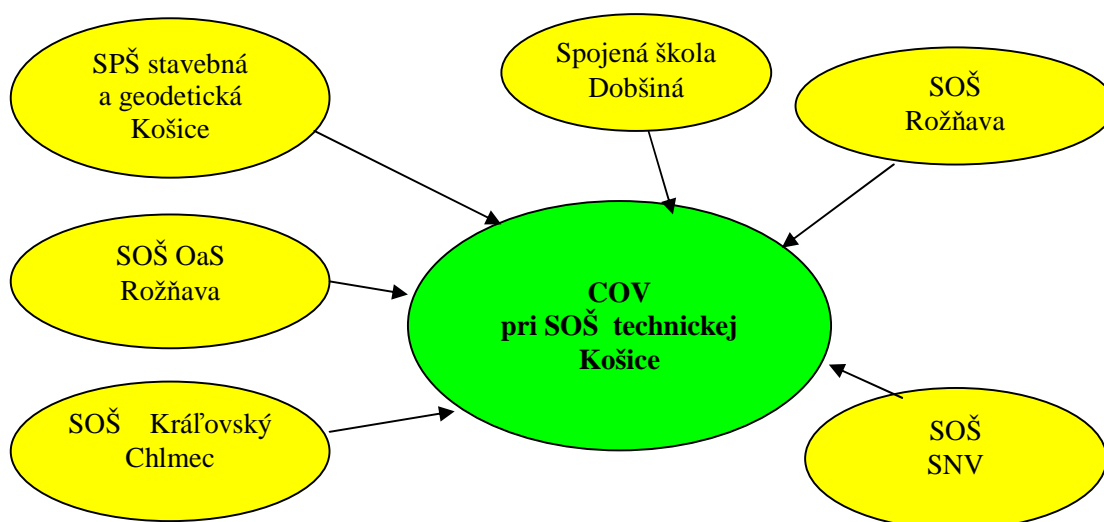 SPŠ stavebná
a geodetická
Košice
Spojená škola
Dobšiná
SOŠ
Rožňava
SOŠ OaS
Rožňava
COV
pri SOŠ technickej
Košice
SOŠ Kráľovský
Chlmec
SOŠ
SNV